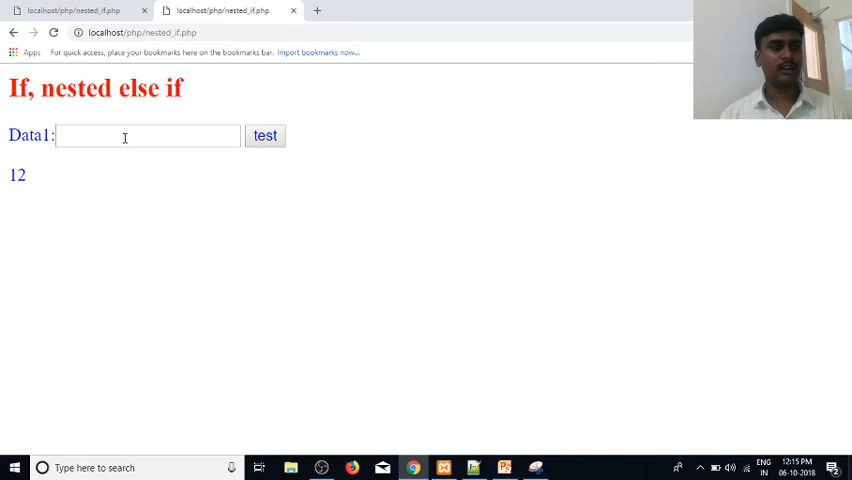 localhost/php/nested_if.php
localhost/php/nested_if.php
localhost/php/nested_if.php
Apps For quick access, place your bookmarks here on the bookmarks bar. Import bookmarks now...
If, nested else if
Data1: test
12
Type here to search
ENG 12:15 PM
IN 06-10-2018 2